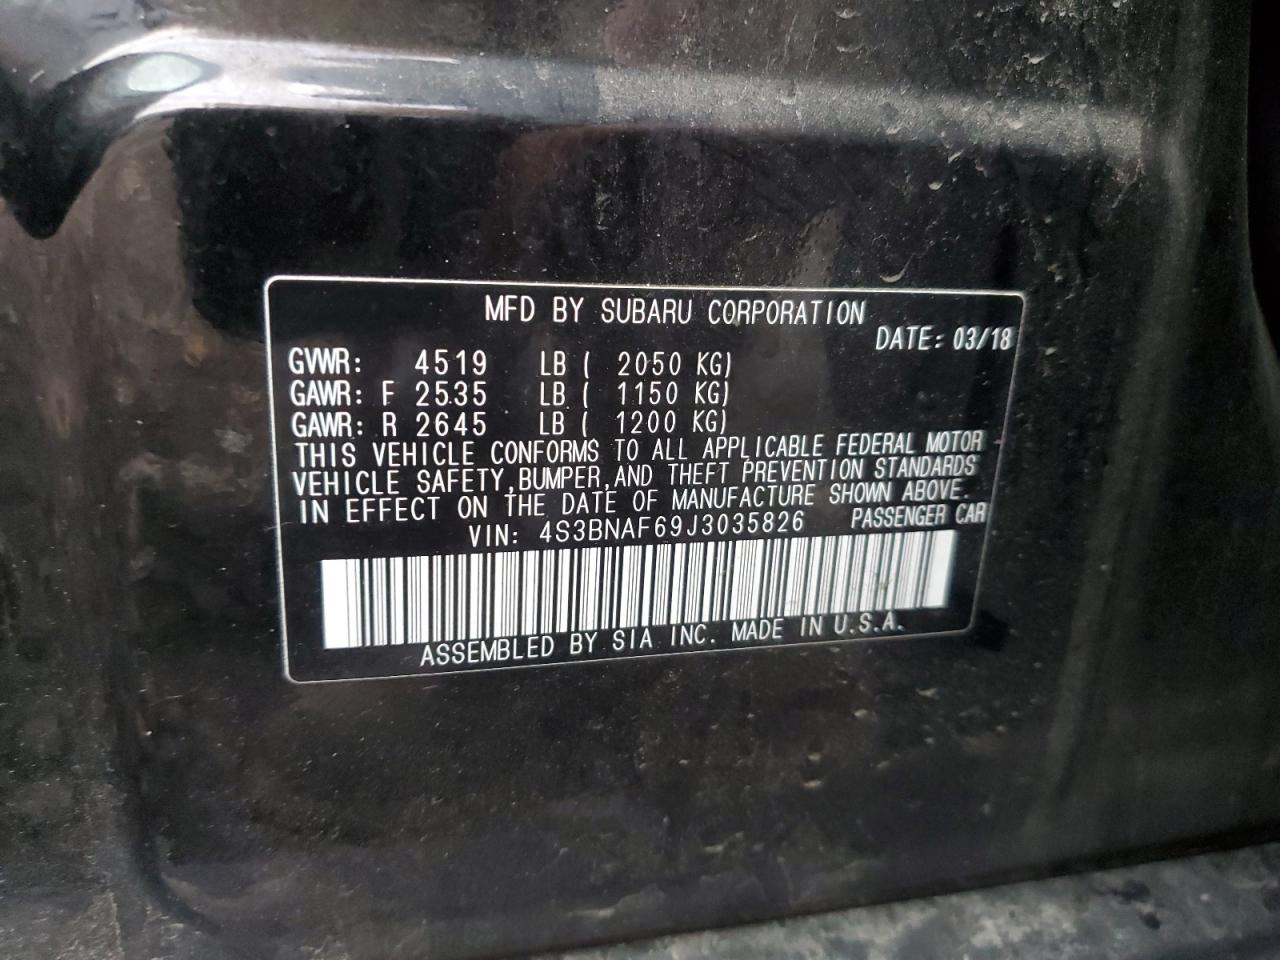 MFD BY SUBARU CORPORATION
DATE: 03/18
GVWR: 4519 LB ( 2050 KG)
GAWR: F 2535 LB ( 1150 KG)
GAWR: R 2645 LB ( 1200 KG)
THIS VEHICLE CONFORMS TO ALL APPLICABLE FEDERAL MOTOR
VEHICLE SAFETY, BUMPER, AND THEFT PREVENTION STANDARDS
IN EFFECT ON THE DATE OF MANUFACTURE SHOWN ABOVE.
VIN: 4S3BNAF69J3035826 PASSENGER CAR
ASSEMBLED BY SIA INC. MADE IN U.S.A.